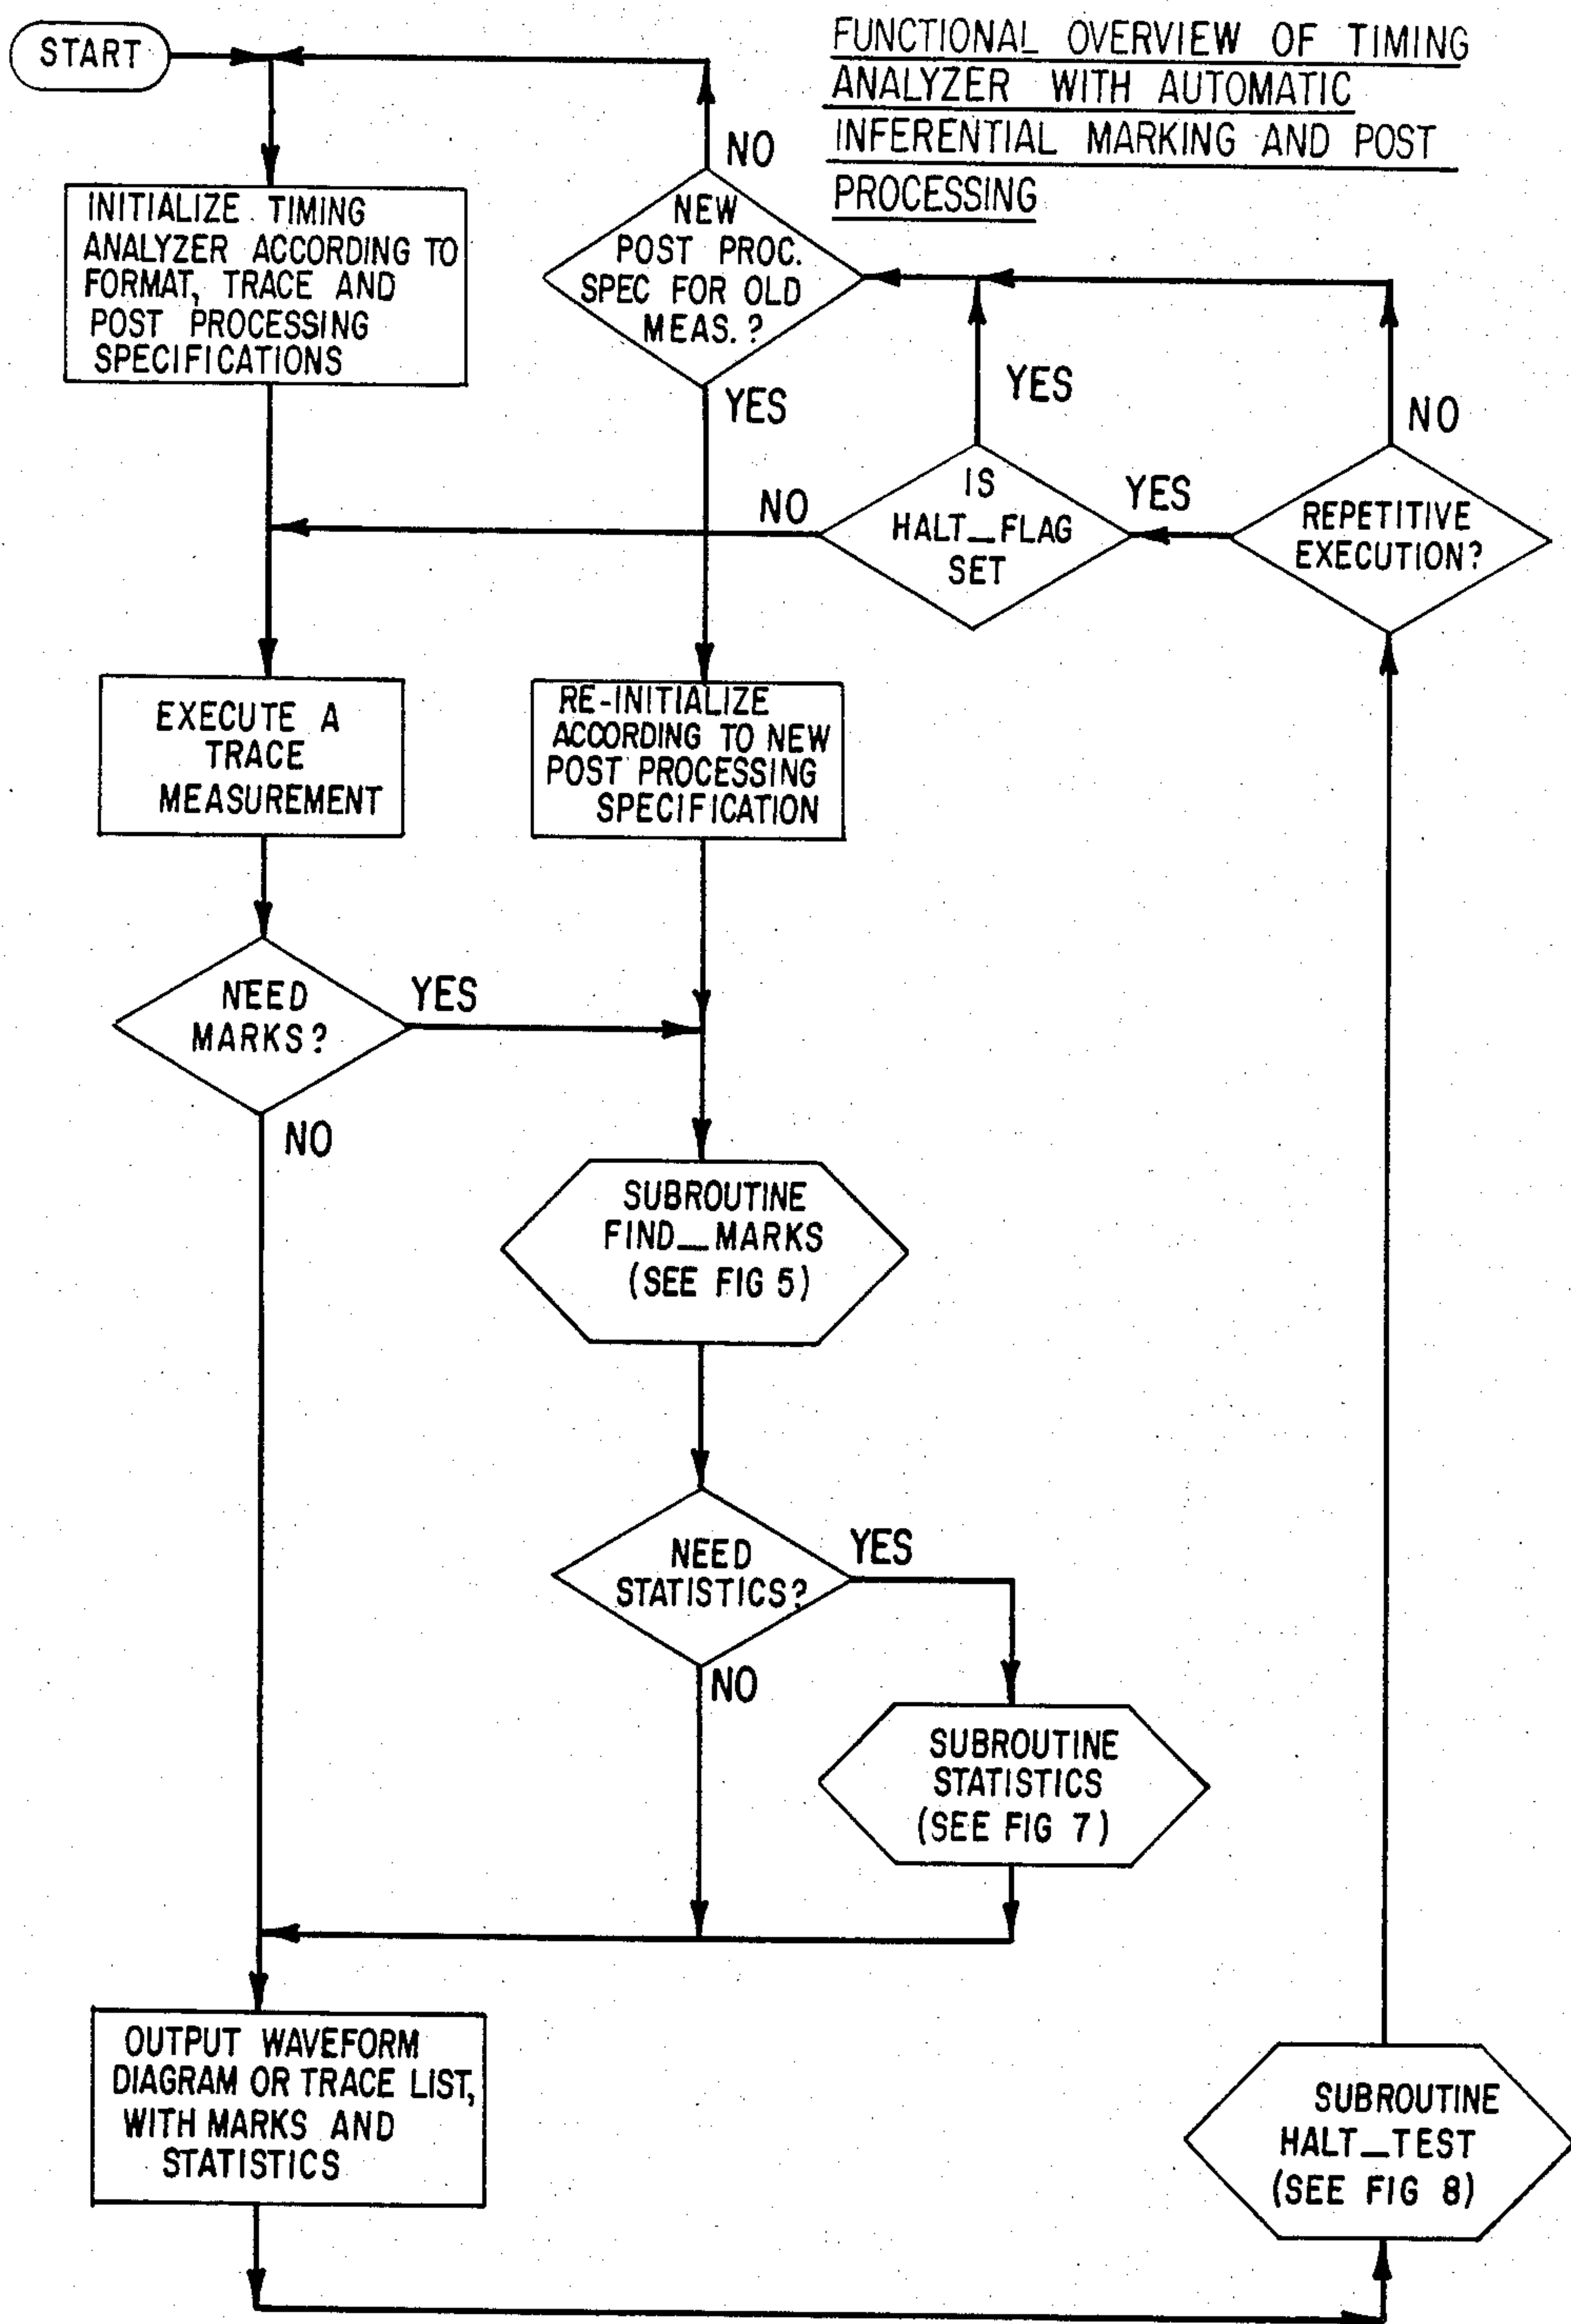 FUNCTIONAL OVERVIEW OF TIMING
ANALYZER WITH AUTOMATIC
INFERENTIAL MARKING AND POST
PROCESSING
START
INITIALIZE TIMING
ANALYZER ACCORDING TO
FORMAT, TRACE AND
POST PROCESSING
SPECIFICATIONS
NO
NEW
POST PROC.
SPEC FOR OLD
MEAS.?
YES
YES
NO
NO
IS
HALT_FLAG
SET
YES
REPETITIVE
EXECUTION?
EXECUTE A
TRACE
MEASUREMENT
RE-INITIALIZE
ACCORDING TO NEW
POST PROCESSING
SPECIFICATION
NEED
MARKS?
YES
NO
SUBROUTINE
FIND_MARKS
(SEE FIG 5)
NEED
STATISTICS?
YES
NO
SUBROUTINE
STATISTICS
(SEE FIG 7)
OUTPUT WAVEFORM
DIAGRAM OR TRACE LIST,
WITH MARKS AND
STATISTICS
SUBROUTINE
HALT_TEST
(SEE FIG 8)